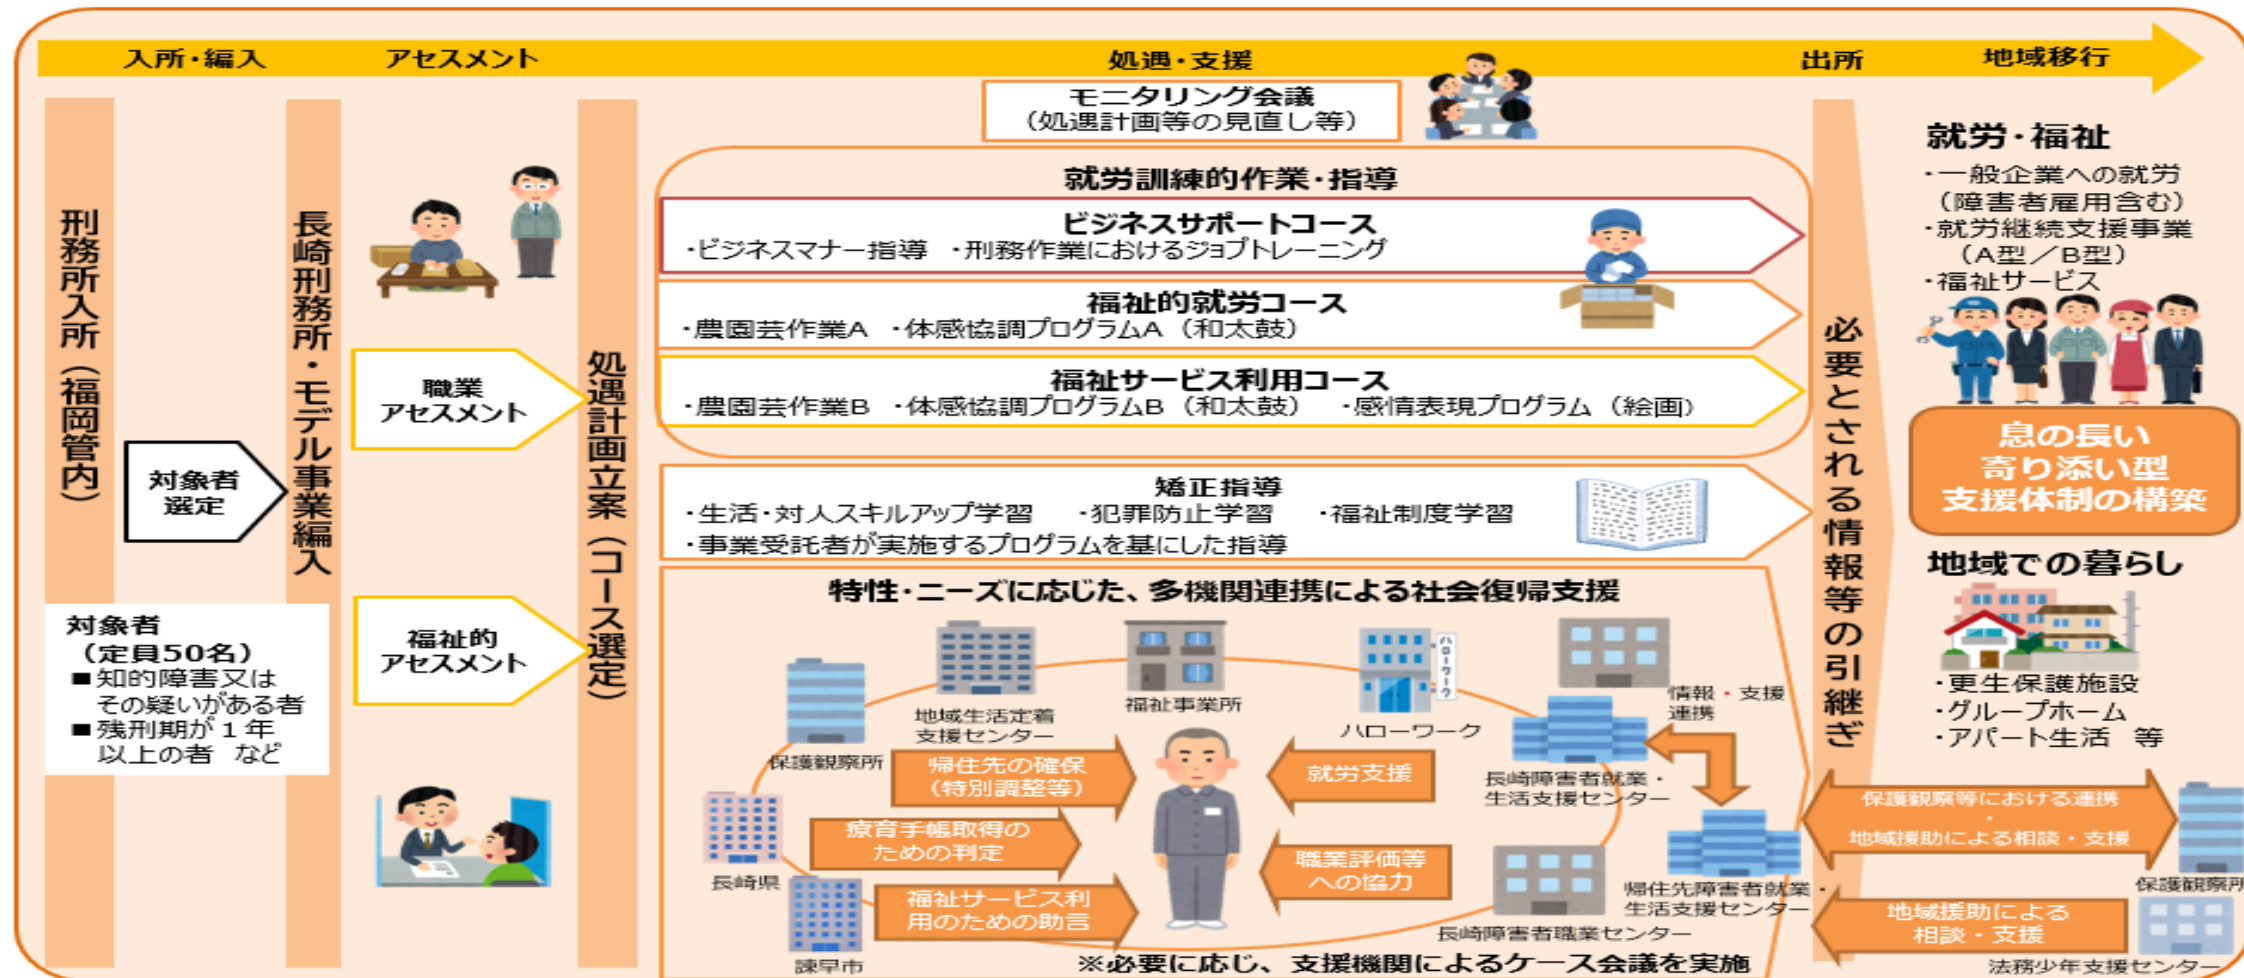 入所・編入
アセスメント
処遇・支援
出所
地域移行
モニタリング会議
（処遇計画等の見直し等）
刑務所入所（福岡管内）
対象者
選定
長崎刑務所・モデル事業編入
対象者
（定員50名）
■知的障害又は
その疑いがある者
■残刑期が１年
以上の者　など
職業
アセスメント
福祉的
アセスメント
処遇計画立案（コース選定）
就労訓練的作業・指導
ビジネスサポートコース
・ビジネスマナー指導　・刑務作業におけるジョブトレーニング
福祉的就労コース
・農園芸作業A　・体感協調プログラムA（和太鼓）
福祉サービス利用コース
・農園芸作業B　・体感協調プログラムB（和太鼓）　・感情表現プログラム（絵画）
矯正指導
・生活・対人スキルアップ学習　・犯罪防止学習　・福祉制度学習
・事業受託者が実施するプログラムを基にした指導
特性・ニーズに応じた、多機関連携による社会復帰支援
保護観察所
地域生活定着
支援センター
福祉事業所
ハローワーク
ハローワーク
情報・支援
連携
長崎障害者就業・
生活支援センター
帰住先の確保
（特別調整等）
就労支援
長崎県
療育手帳取得の
ための判定
職業評価等
への協力
諫早市
福祉サービス利
用のための助言
長崎障害者職業センター
帰住先障害者就業・
生活支援センター
※必要に応じ、支援機関によるケース会議を実施
必要とされる情報等の引継ぎ
就労・福祉
・一般企業への就労
（障害者雇用含む）
・就労継続支援事業
（A型／B型）
・福祉サービス
息の長い
寄り添い型
支援体制の構築
地域での暮らし
・更生保護施設
・グループホーム
・アパート生活　等
保護観察等における連携
・
地域援助による相談・支援
保護観察所
地域援助による
相談・支援
法務少年支援センター